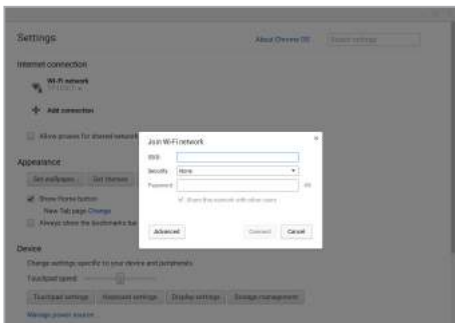 Settings
About Chrome OS
Search settings
Internet connection
Wi-Fi network
Add connection
Allow proxies for shared networks
Join Wi-Fi network
SSID:
Security: None
Password:
Share this network with other users
Advanced Connect Cancel
Appearance
Get wallpaper... Get themes
Show Home button
New Tab page Change
Always show the bookmarks bar
Device
Change settings specific to your device and peripherals.
Touchpad speed:
Touchpad settings Keyboard settings Display settings Storage management
Manage power source...